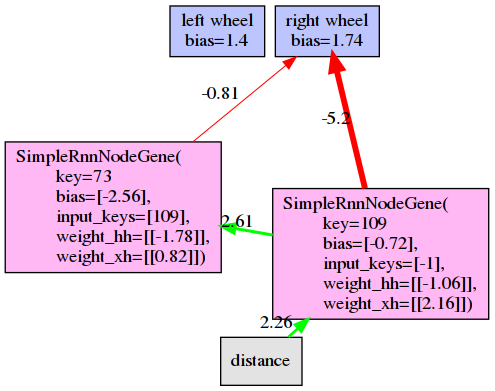 left wheel
bias=1.4
right wheel
bias=1.74
-0.81
-5.2
SimpleRnnNodeGene(
key=73
bias=[-2.56],
input_keys=[109],
weight_hh=[[-1.78]],
weight_xh=[[0.82]])
2.61
SimpleRnnNodeGene(
key=109
bias=[-0.72],
input_keys=[-1],
weight_hh=[[-1.06]],
weight_xh=[[2.16]])
2.26
distance